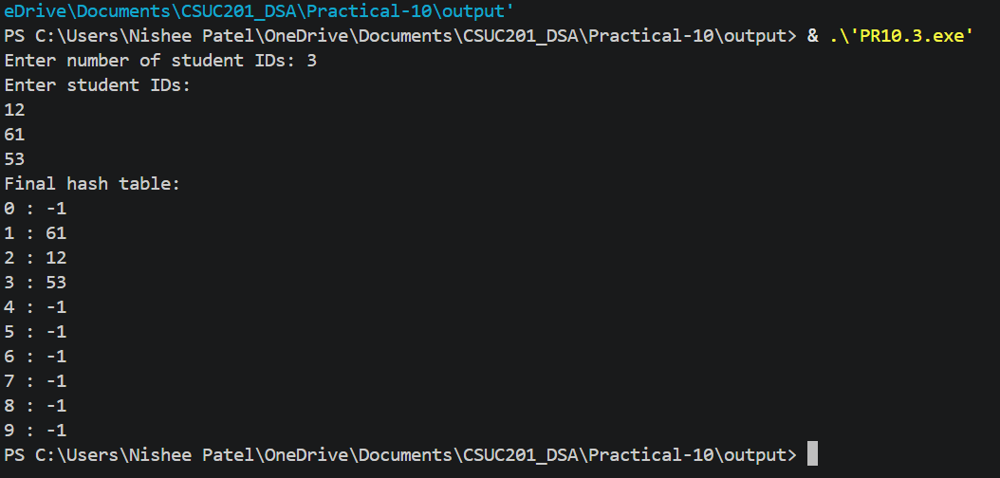 eDrive\Documents\CSUC201_DSA\Practical-10\output'
PS C:\Users\Nishee Patel\OneDrive\Documents\CSUC201_DSA\Practical-10\output> & .\'PR10.3.exe'
Enter number of student IDs: 3
Enter student IDs:
12
61
53
Final hash table:
0 : -1
1 : 61
2 : 12
3 : 53
4 : -1
5 : -1
6 : -1
7 : -1
8 : -1
9 : -1
PS C:\Users\Nishee Patel\OneDrive\Documents\CSUC201_DSA\Practical-10\output>